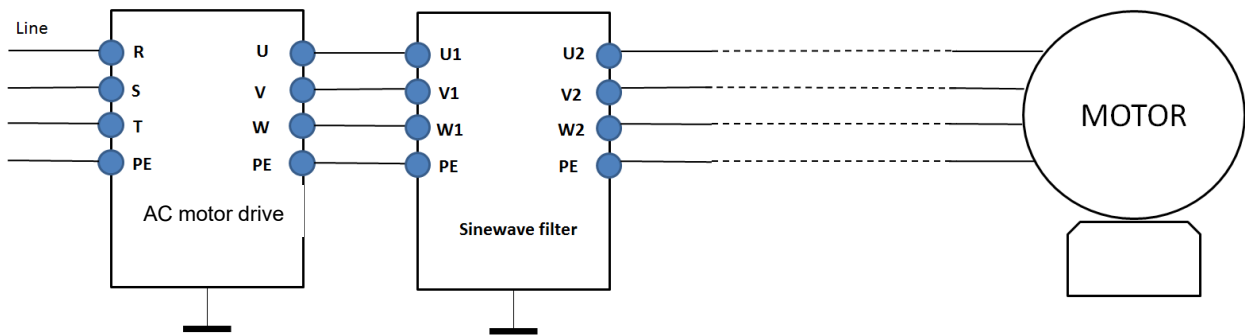 Line
R U U1 U2
S V V1 V2
T W W1 W2
PE PE PE PE
MOTOR
AC motor drive
Sinewave filter